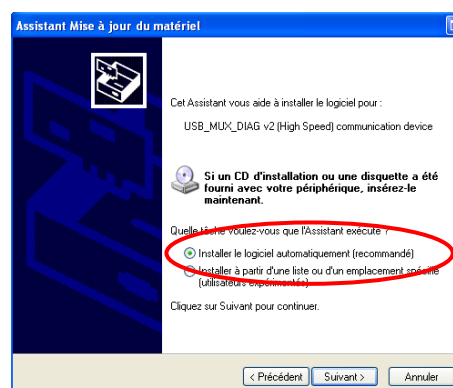 Assistant Mise à jour du matériel
Cet Assistant vous aide à installer le logiciel pour :
USB_MUX_DIAG v2 (High Speed) communication device
Si un CD d'installation ou une disquette a été
fourni avec votre périphérique, insérez-le
maintenant.
Quelle tâche voulez-vous que l'Assistant exécute ?
Installer le logiciel automatiquement (recommandé)
Installer à partir d'une liste ou d'un emplacement spécifié
(utilisateurs expérimentés)
Cliquez sur Suivant pour continuer.
< Précédent Suivant > Annuler